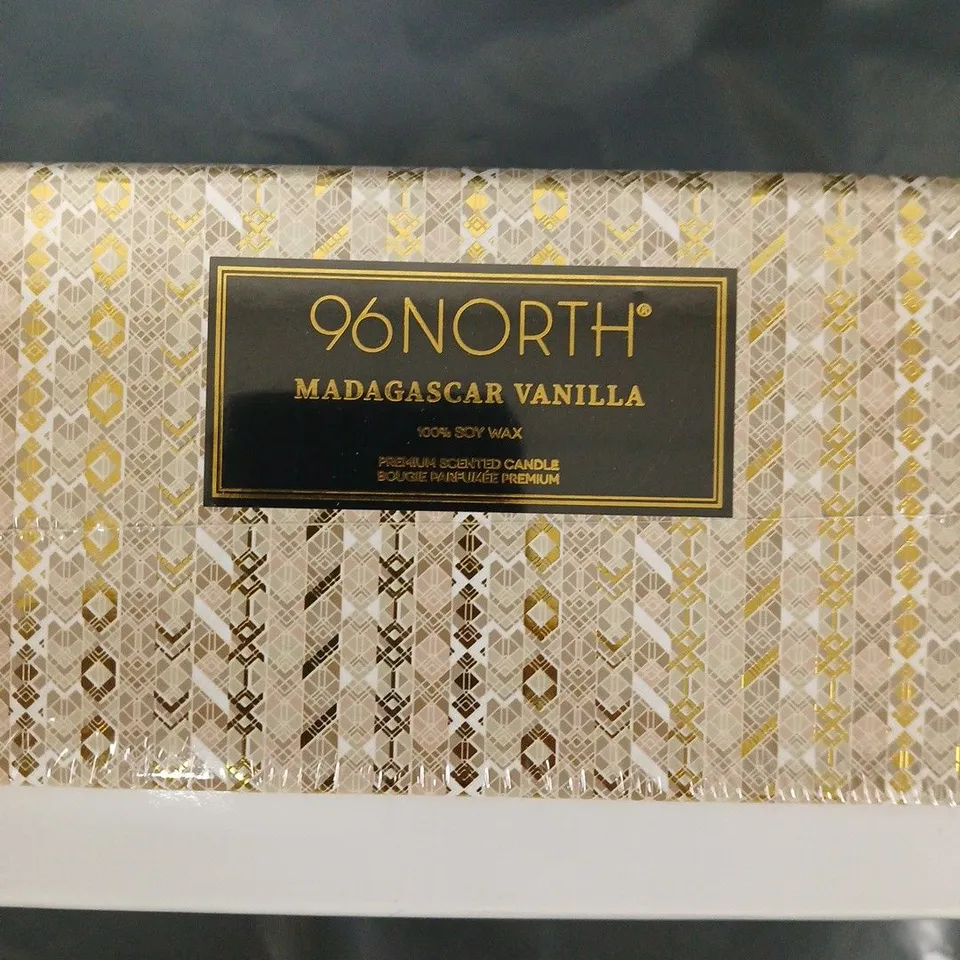 96NORTH®
MADAGASCAR VANILLA
100% SOY WAX
PREMIUM SCENTED CANDLE
BOUGIE PARFUMÉE PREMIUM